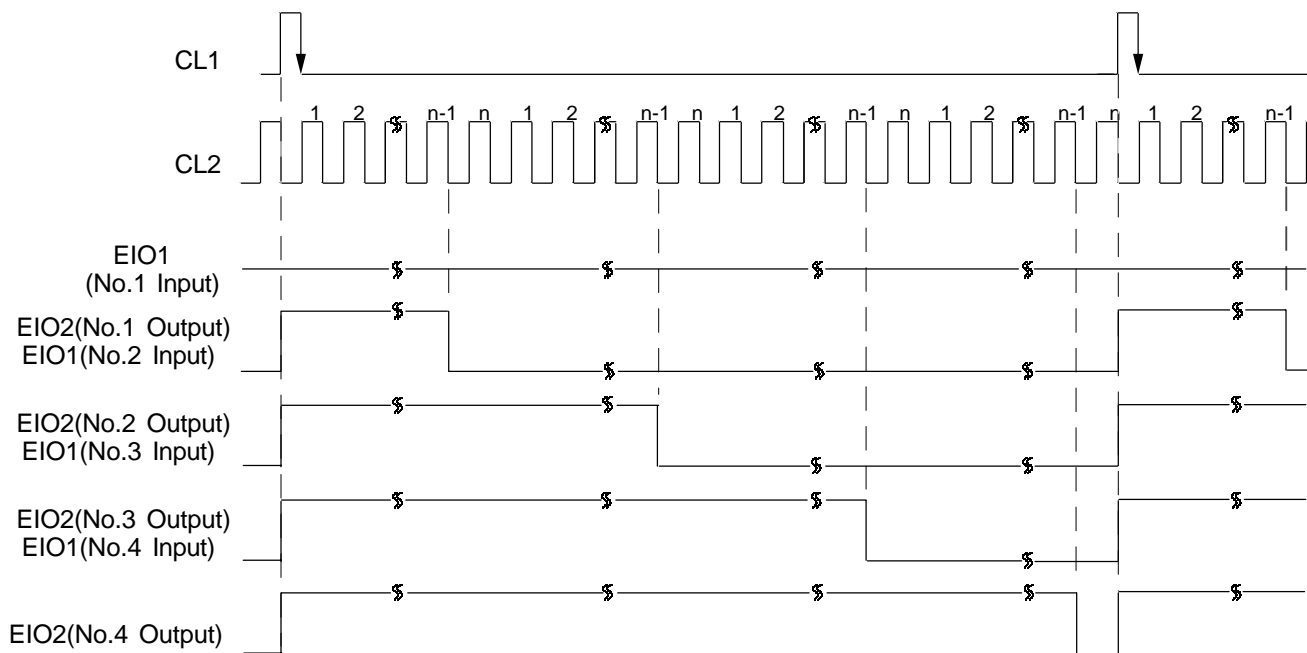 CL1
1 2 n-1 n 1 2 n-1 n 1 2 n-1 n 1 2 n-1 n 1 2 n-1
CL2
EIO1
(No.1 Input)
EIO2(No.1 Output)
EIO1(No.2 Input)
EIO2(No.2 Output)
EIO1(No.3 Input)
EIO2(No.3 Output)
EIO1(No.4 Input)
EIO2(No.4 Output)